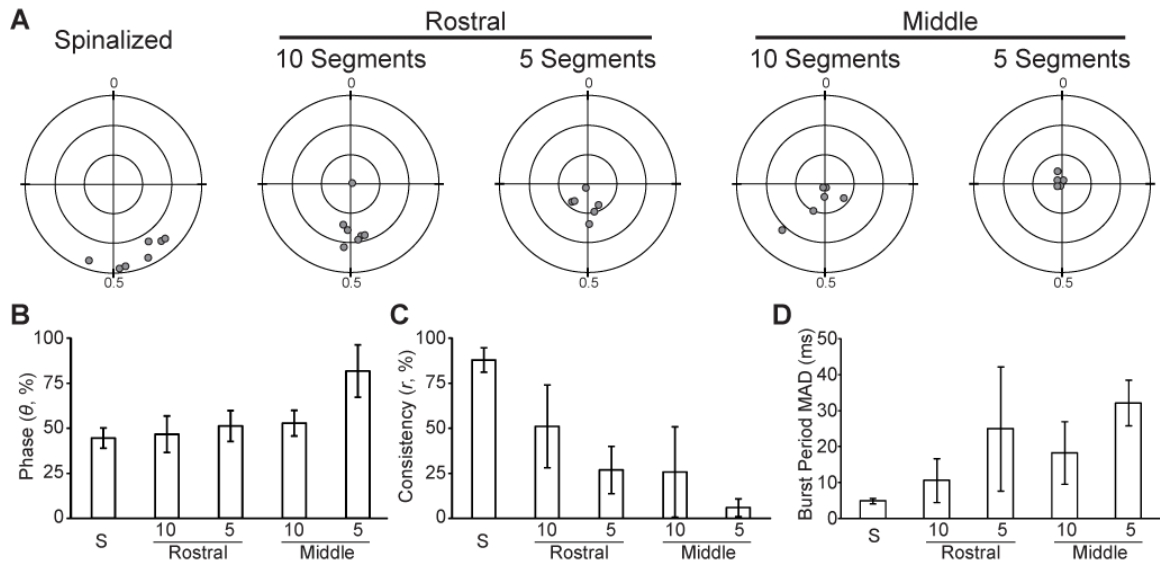 A
Rostral
Middle
Spinalized
10 Segments
5 Segments
10 Segments
5 Segments
0
0
0
0
0
0.5
0.5
0.5
0.5
0.5
B
Phase (θ, %)
100
75
50
25
0
S
10
5
10
5
Rostral
Middle
C
Consistency (r, %)
100
75
50
25
0
S
10
5
10
5
Rostral
Middle
D
Burst Period MAD (ms)
50
40
30
20
10
0
S
10
5
10
5
Rostral
Middle